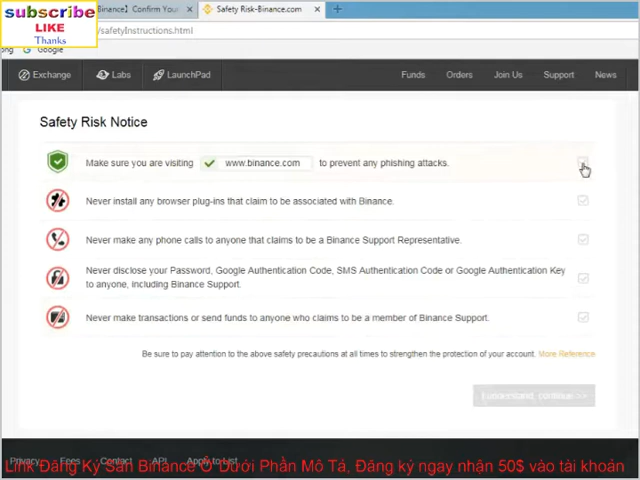 subscribe
LIKE
Thanks
Binance】Confirm Your
Safety Risk-Binance.com
/safetyInstructions.html
Google
Exchange Labs LaunchPad Funds Orders Join Us Support News
Safety Risk Notice
Make sure you are visiting www.binance.com to prevent any phishing attacks.
Never install any browser plug-ins that claim to be associated with Binance.
Never make any phone calls to anyone that claims to be a Binance Support Representative.
Never disclose your Password, Google Authentication Code, SMS Authentication Code or Google Authentication Key
to anyone, including Binance Support.
Never make transactions or send funds to anyone who claims to be a member of Binance Support.
Be sure to pay attention to the above safety precautions at all times to strengthen the protection of your account. More Reference
I understand, continue >>
Privacy Fees Contact API Apply to List
Link Đăng Ký Sàn Binance Ở Dưới Phần Mô Tả, Đăng ký ngay nhận 50$ vào tài khoản